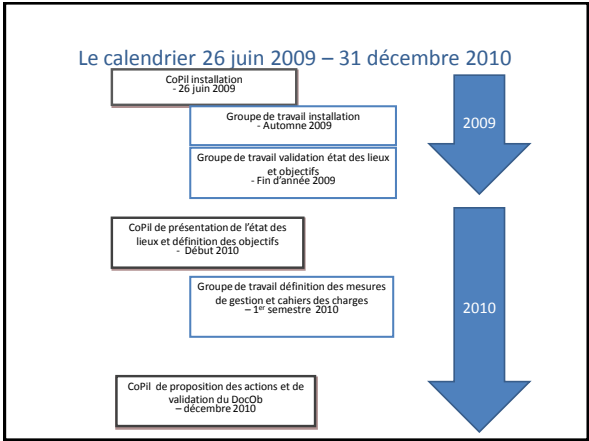 Le calendrier 26 juin 2009 – 31 décembre 2010
CoPil installation
- 26 juin 2009
Groupe de travail installation
- Automne 2009
2009
Groupe de travail validation état des lieux
et objectifs
- Fin d'année 2009
CoPil de présentation de l'état des
lieux et définition des objectifs
- Début 2010
Groupe de travail définition des mesures
de gestion et cahiers des charges
– 1er semestre 2010
2010
CoPil de proposition des actions et de
validation du DocOb
– décembre 2010